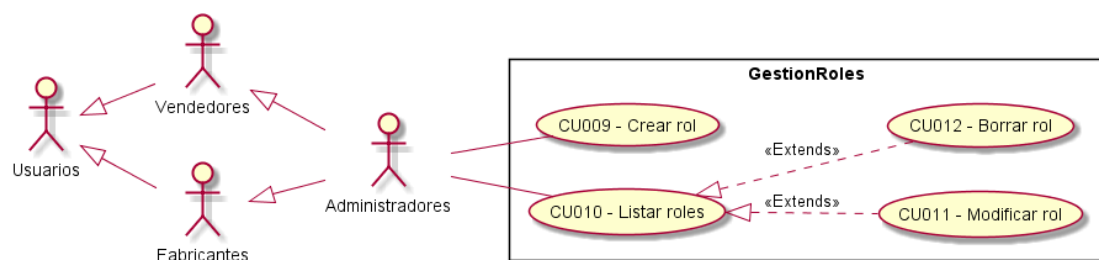 GestionRoles
Vendedores
CU009 - Crear rol
CU012 - Borrar rol
«Extends»
Usuarios
Administradores
«Extends»
CU010 - Listar roles
CU011 - Modificar rol
Fabricantes